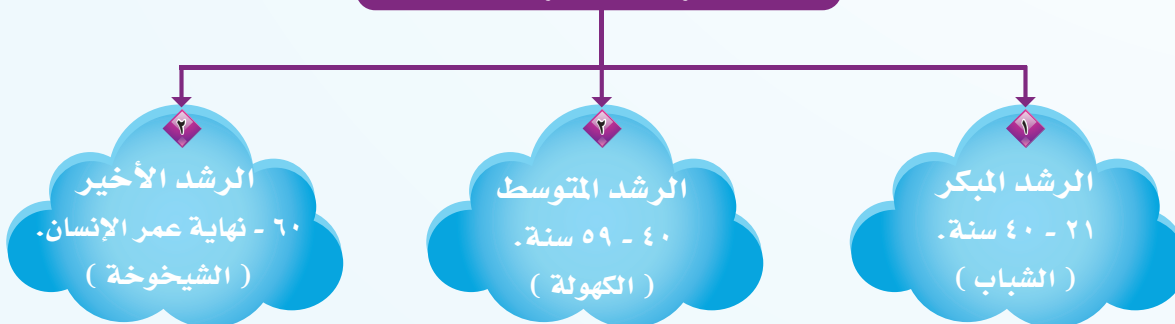 ١
الرشد المبكر
٢١ - ٤٠ سنة.
( الشباب )
٢
الرشد المتوسط
٤٠ - ٥٩ سنة.
( الكهولة )
٢
الرشد الأخير
٦٠ - نهاية عمر الإنسان.
( الشيخوخة )